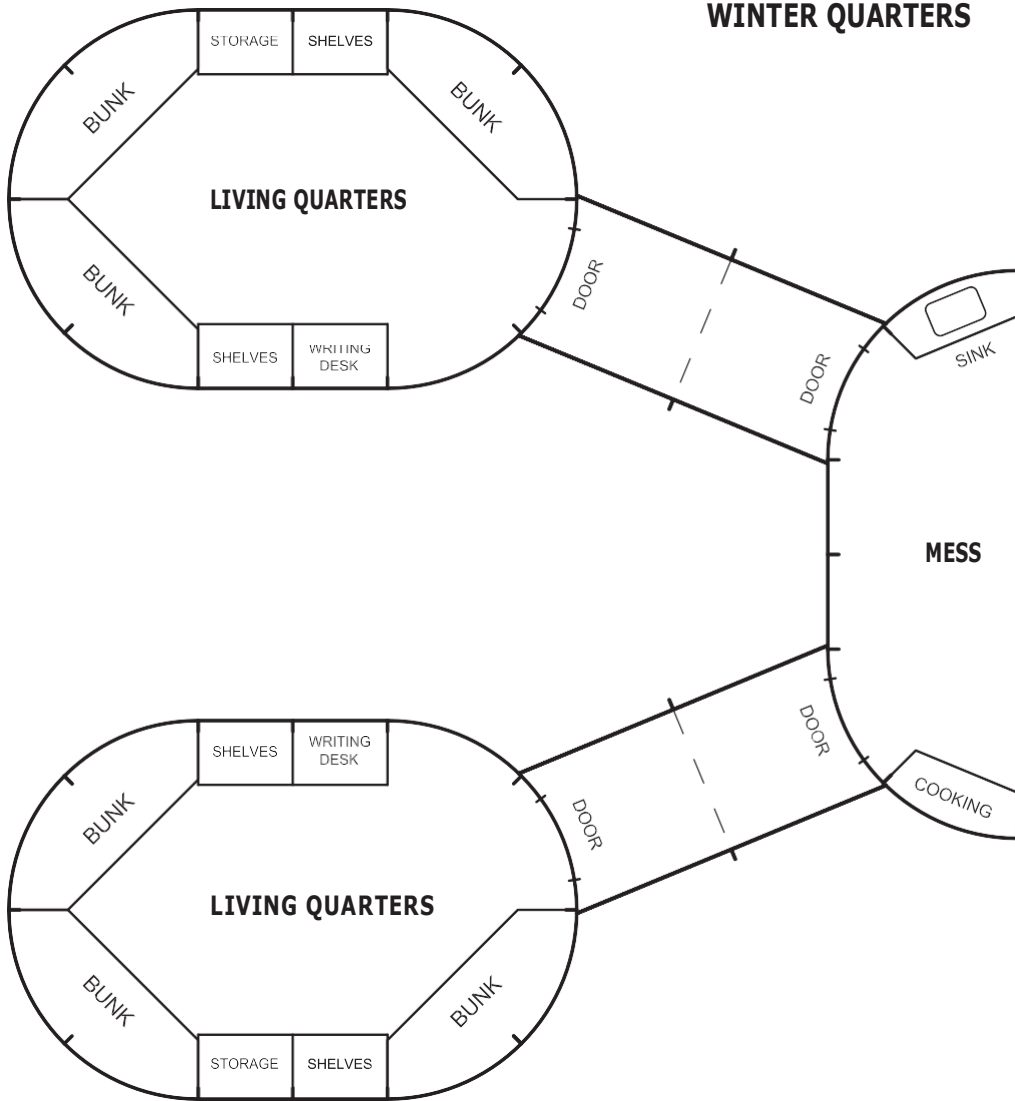 WINTER QUARTERS
STORAGE
SHELVES
BUNK
BUNK
LIVING QUARTERS
BUNK
DOOR
SHELVES
WRITING
DESK
DOOR
SINK
MESS
SHELVES
WRITING
DESK
DOOR
BUNK
DOOR
COOKING
LIVING QUARTERS
BUNK
BUNK
STORAGE
SHELVES